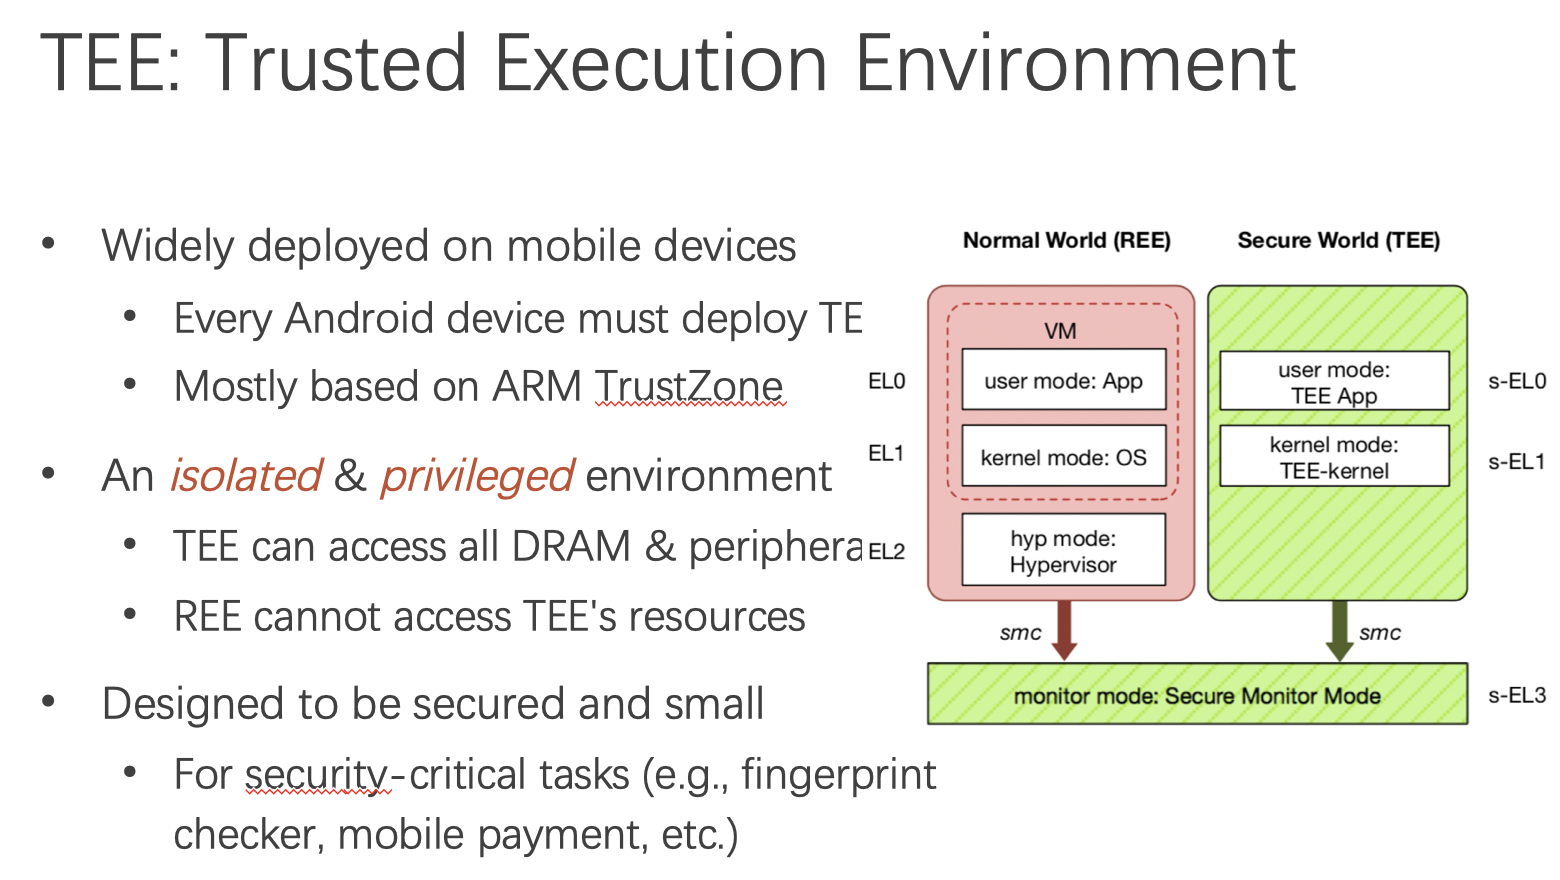 TEE: Trusted Execution Environment
• Widely deployed on mobile devices
• Every Android device must deploy TE
• Mostly based on ARM TrustZone
• An isolated & privileged environment
• TEE can access all DRAM & periphera
• REE cannot access TEE's resources
• Designed to be secured and small
• For security-critical tasks (e.g., fingerprint
checker, mobile payment, etc.)
Normal World (REE)
Secure World (TEE)
VM
EL0
user mode: App
user mode:
TEE App
s-EL0
EL1
kernel mode: OS
kernel mode:
TEE-kernel
s-EL1
EL2
hyp mode:
Hypervisor
smc
smc
monitor mode: Secure Monitor Mode
s-EL3